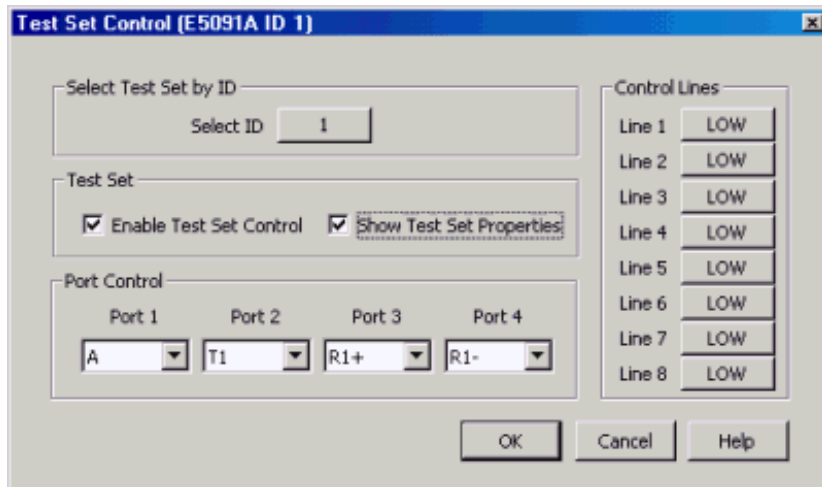 Test Set Control (E5091A ID 1)
Select Test Set by ID
Select ID 1
Test Set
Enable Test Set Control Show Test Set Properties
Port Control
Port 1 Port 2 Port 3 Port 4
A T1 R1+ R1-
Control Lines
Line 1 LOW
Line 2 LOW
Line 3 LOW
Line 4 LOW
Line 5 LOW
Line 6 LOW
Line 7 LOW
Line 8 LOW
OK Cancel Help